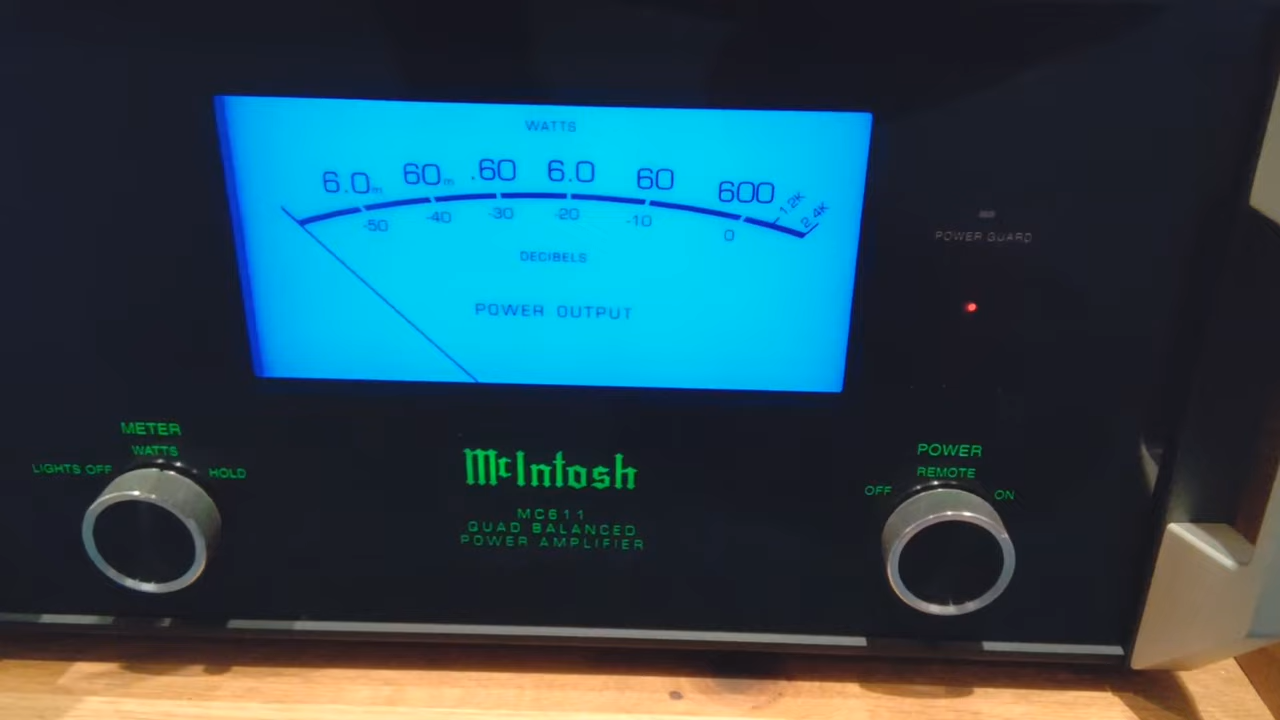 WATTS
6.0m 60m .60 6.0 60 600 1.2K 2.4K
-50 -40 -30 -20 -10 0
DECIBELS
POWER OUTPUT
POWER GUARD
METER
WATTS
LIGHTS OFF HOLD
McIntosh
MC611
QUAD BALANCED
POWER AMPLIFIER
POWER
REMOTE
OFF ON